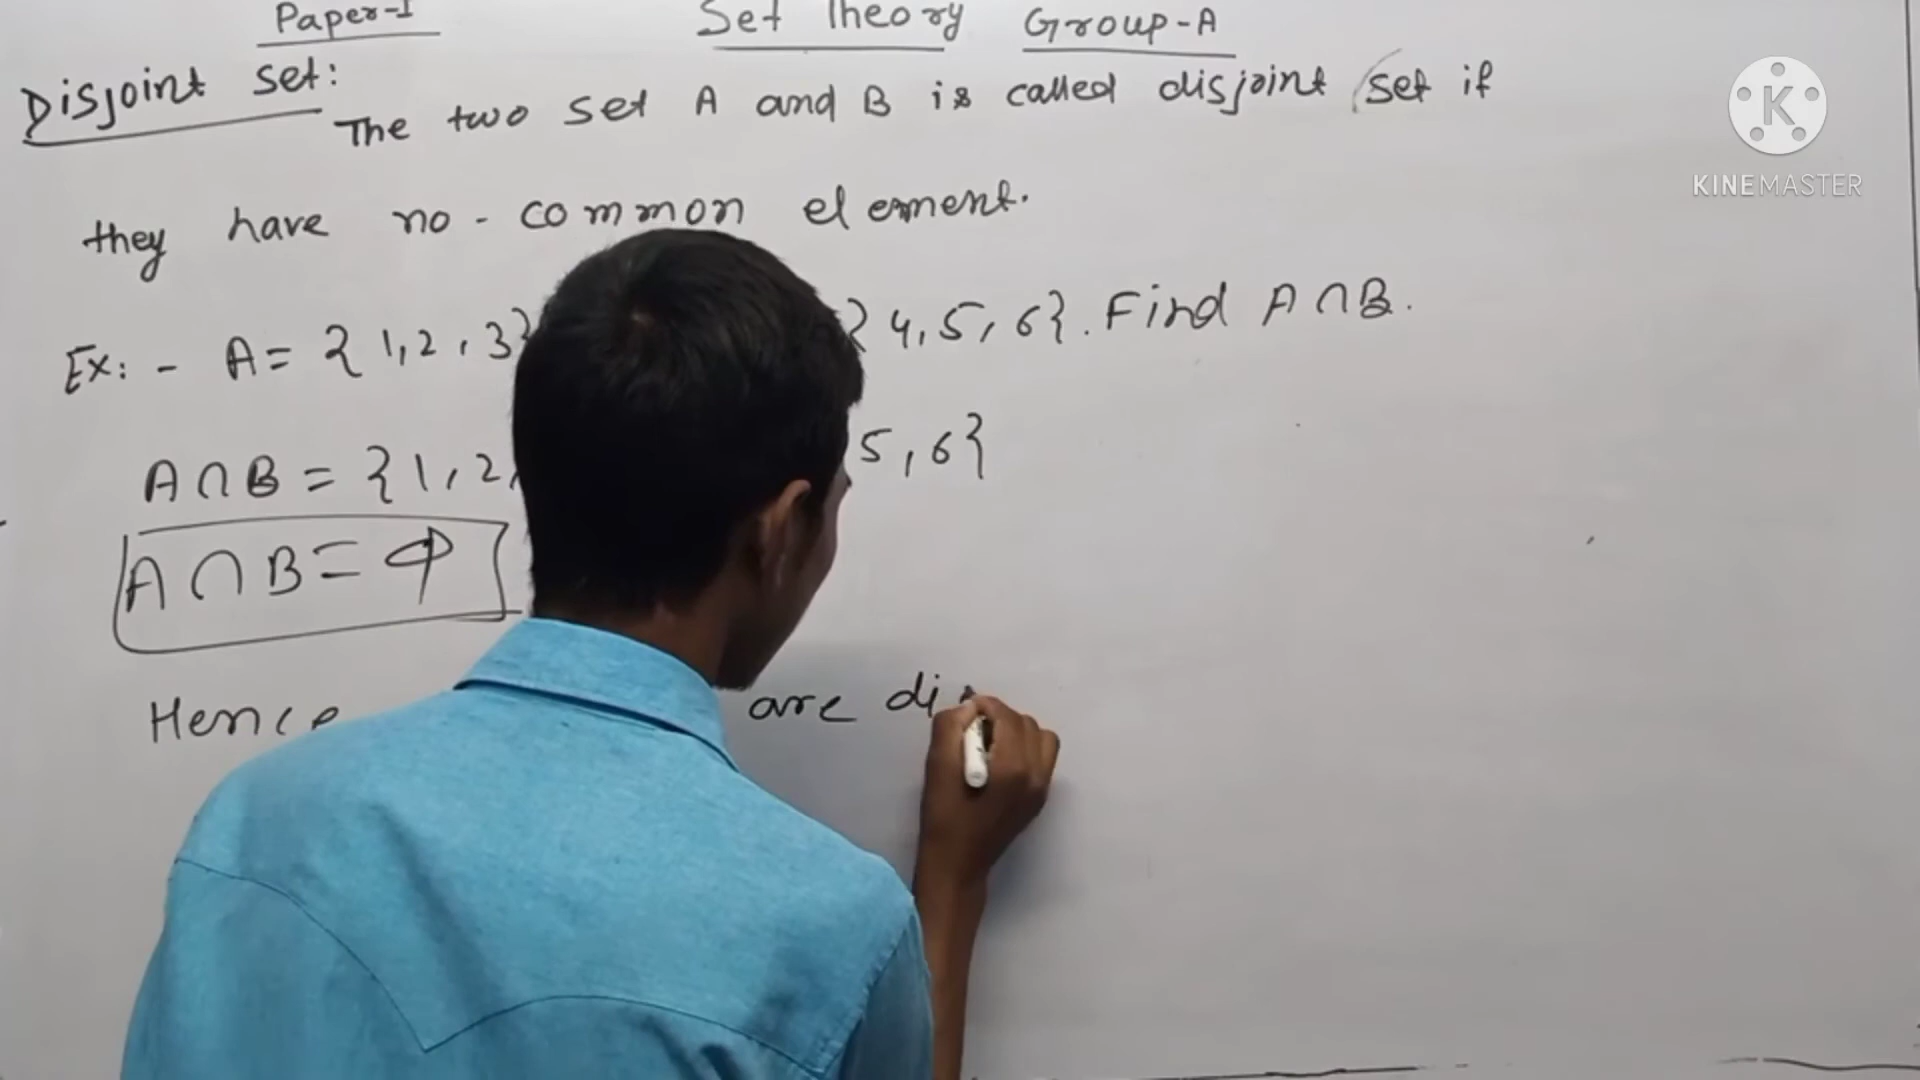 Paper-I Set Theory Group-A
Disjoint set:
The two set A and B is called disjoint set if
they have no-common element.
Ex:- A={1,2,3} {4,5,6}. Find A∩B.
A∩B={1,2, 5,6}
A∩B=Φ
Hence are dis
KINEMASTER